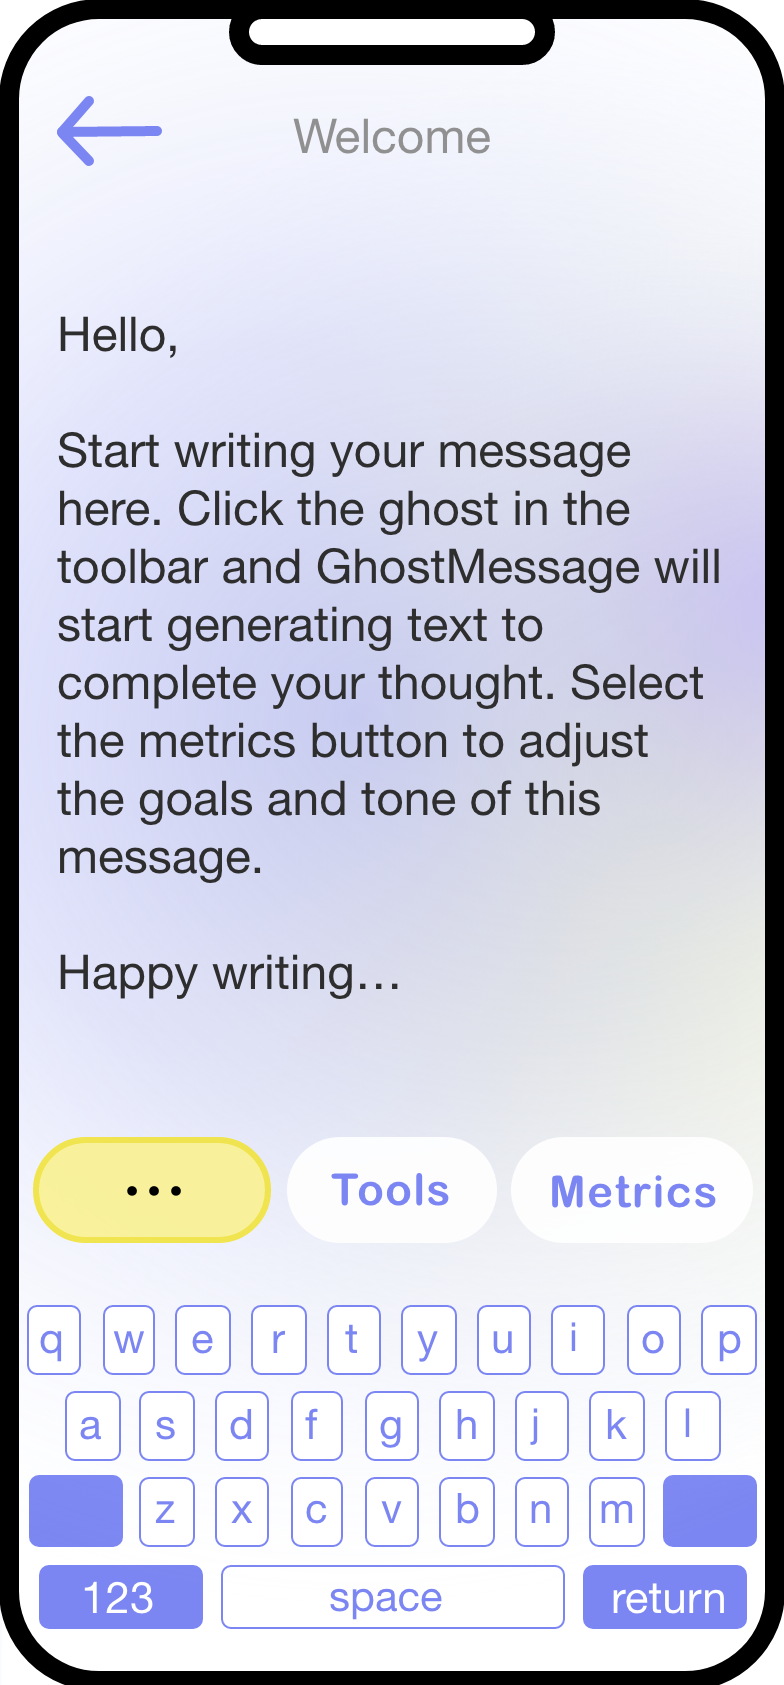 Welcome
Hello,
Start writing your message
here. Click the ghost in the
toolbar and GhostMessage will
start generating text to
complete your thought. Select
the metrics button to adjust
the goals and tone of this
message.
Happy writing...
... Tools Metrics
q w e r t y u i o p
a s d f g h j k l
z x c v b n m
123 space return